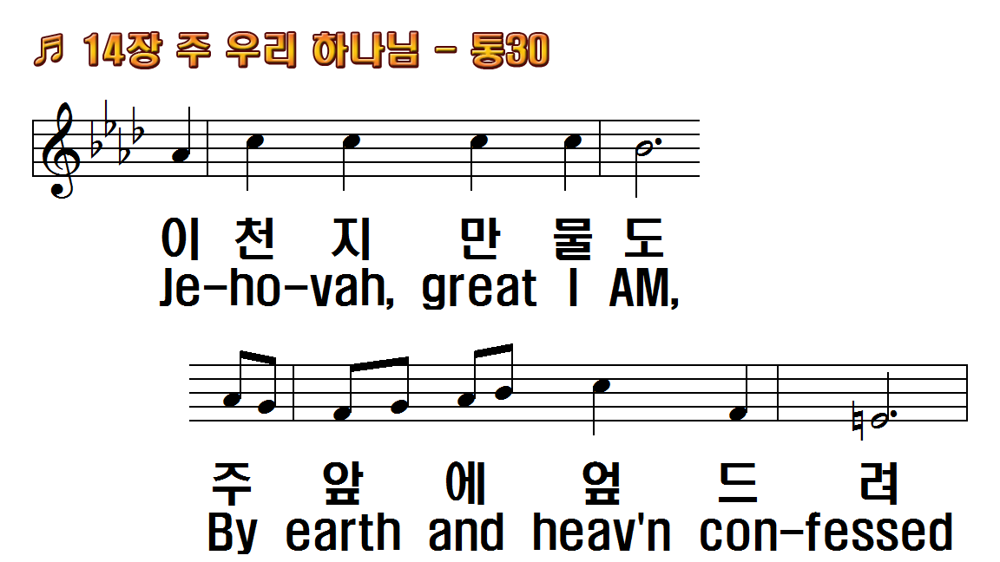 ♬ 14장 주 우리 하나님 - 통30
이 천 지 만 물 도
Je-ho-vah, great I AM,
주 앞 에 엎 드 려
By earth and heav'n con-fessed